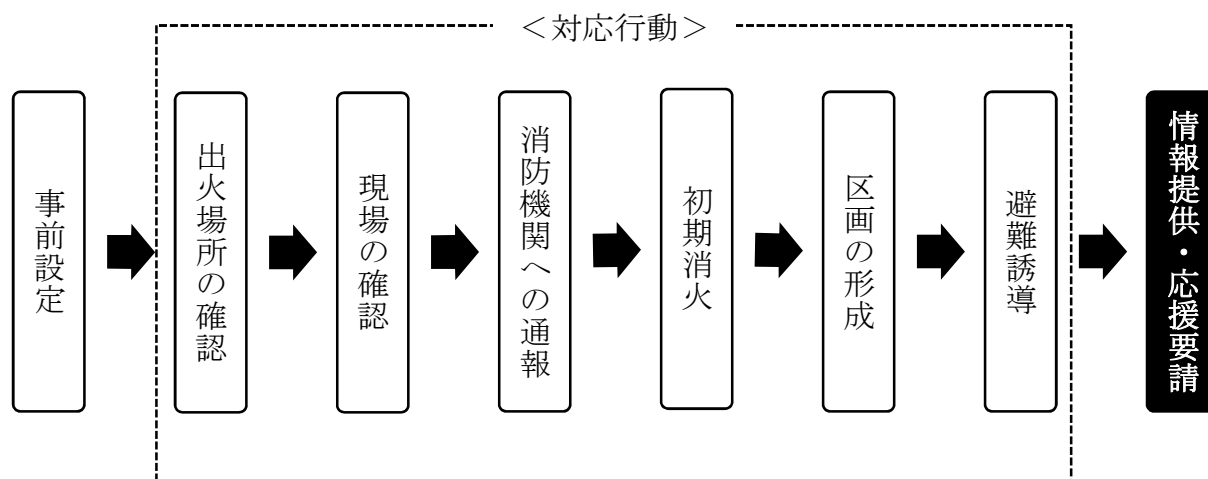 ＜対応行動＞
事前設定
出火場所の確認
現場の確認
消防機関への通報
初期消火
区画の形成
避難誘導
情報提供・応援要請